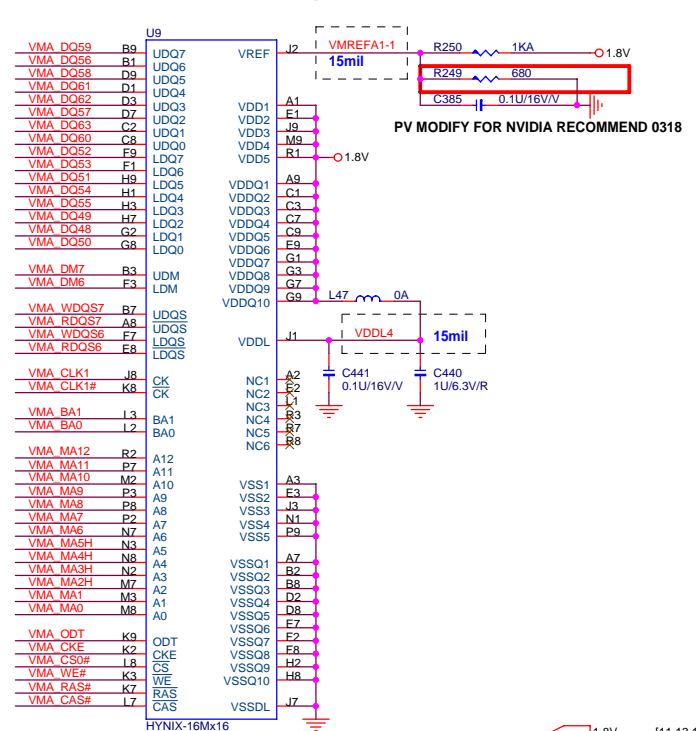 U9
VMA_DQ59 B9 UDQ7
VMA_DQ56 B1 UDQ6
VMA_DQ58 D9 UDQ5
VMA_DQ61 D1 UDQ4
VMA_DQ62 D3 UDQ3
VMA_DQ57 D7 UDQ2
VMA_DQ63 C2 UDQ1
VMA_DQ60 C8 UDQ0
VMA_DQ52 F9 LDQ7
VMA_DQ53 F1 LDQ6
VMA_DQ51 H9 LDQ5
VMA_DQ54 H1 LDQ4
VMA_DQ55 H3 LDQ3
VMA_DQ49 H7 LDQ2
VMA_DQ48 G2 LDQ1
VMA_DQ50 G8 LDQ0
VMA_DM7 B3 UDM
VMA_DM6 F3 LDM
VMA_WDQS7 B7 UDQS
VMA_RDQS7 A8 UDQS
VMA_WDQS6 F7 LDQS
VMA_RDQS6 E8 LDQS
VMA_CLK1 J8 CK
VMA_CLK1# K8 CK
VMA_BA1 L3 BA1
VMA_BA0 L2 BA0
VMA_MA12 R2 A12
VMA_MA11 P7 A11
VMA_MA10 M2 A10
VMA_MA9 P3 A9
VMA_MA8 P8 A8
VMA_MA7 P2 A7
VMA_MA6 N7 A6
VMA_MA5H N3 A5
VMA_MA4H N8 A4
VMA_MA3H N2 A3
VMA_MA2H M7 A2
VMA_MA1 M3 A1
VMA_MA0 M8 A0
VMA_ODT K9 ODT
VMA_CKE K2 CKE
VMA_CS0# L8 CS
VMA_WE# K3 WE
VMA_RAS# K7 RAS
VMA_CAS# L7 CAS
HYNIX-16Mx16
VREF J2 VMREFA1-1
15mil
R250 1KA 1.8V
R249 680
C385 0.1U/16V/V
PV MODIFY FOR NVIDIA RECOMMEND 0318
VDD1 A1
VDD2 E1
VDD3 J9
VDD4 M9
VDD5 R1 1.8V
VDDQ1 A9
VDDQ2 C1
VDDQ3 C3
VDDQ4 C7
VDDQ5 C9
VDDQ6 E9
VDDQ7 G1
VDDQ8 G3
VDDQ9 G7
VDDQ10 G9 L47 0A
VDDL J1 VDDL4 15mil
C441 0.1U/16V/V
C440 1U/6.3V/R
NC1 A2
NC2 E2
NC3 L1
NC4 R3
NC5 R7
NC6 R8
VSS1 A3
VSS2 E3
VSS3 J3
VSS4 N1
VSS5 P9
VSSQ1 A7
VSSQ2 B2
VSSQ3 B8
VSSQ4 D2
VSSQ5 D8
VSSQ6 E7
VSSQ7 F2
VSSQ8 F8
VSSQ9 H2
VSSQ10 H8
VSSDL J7